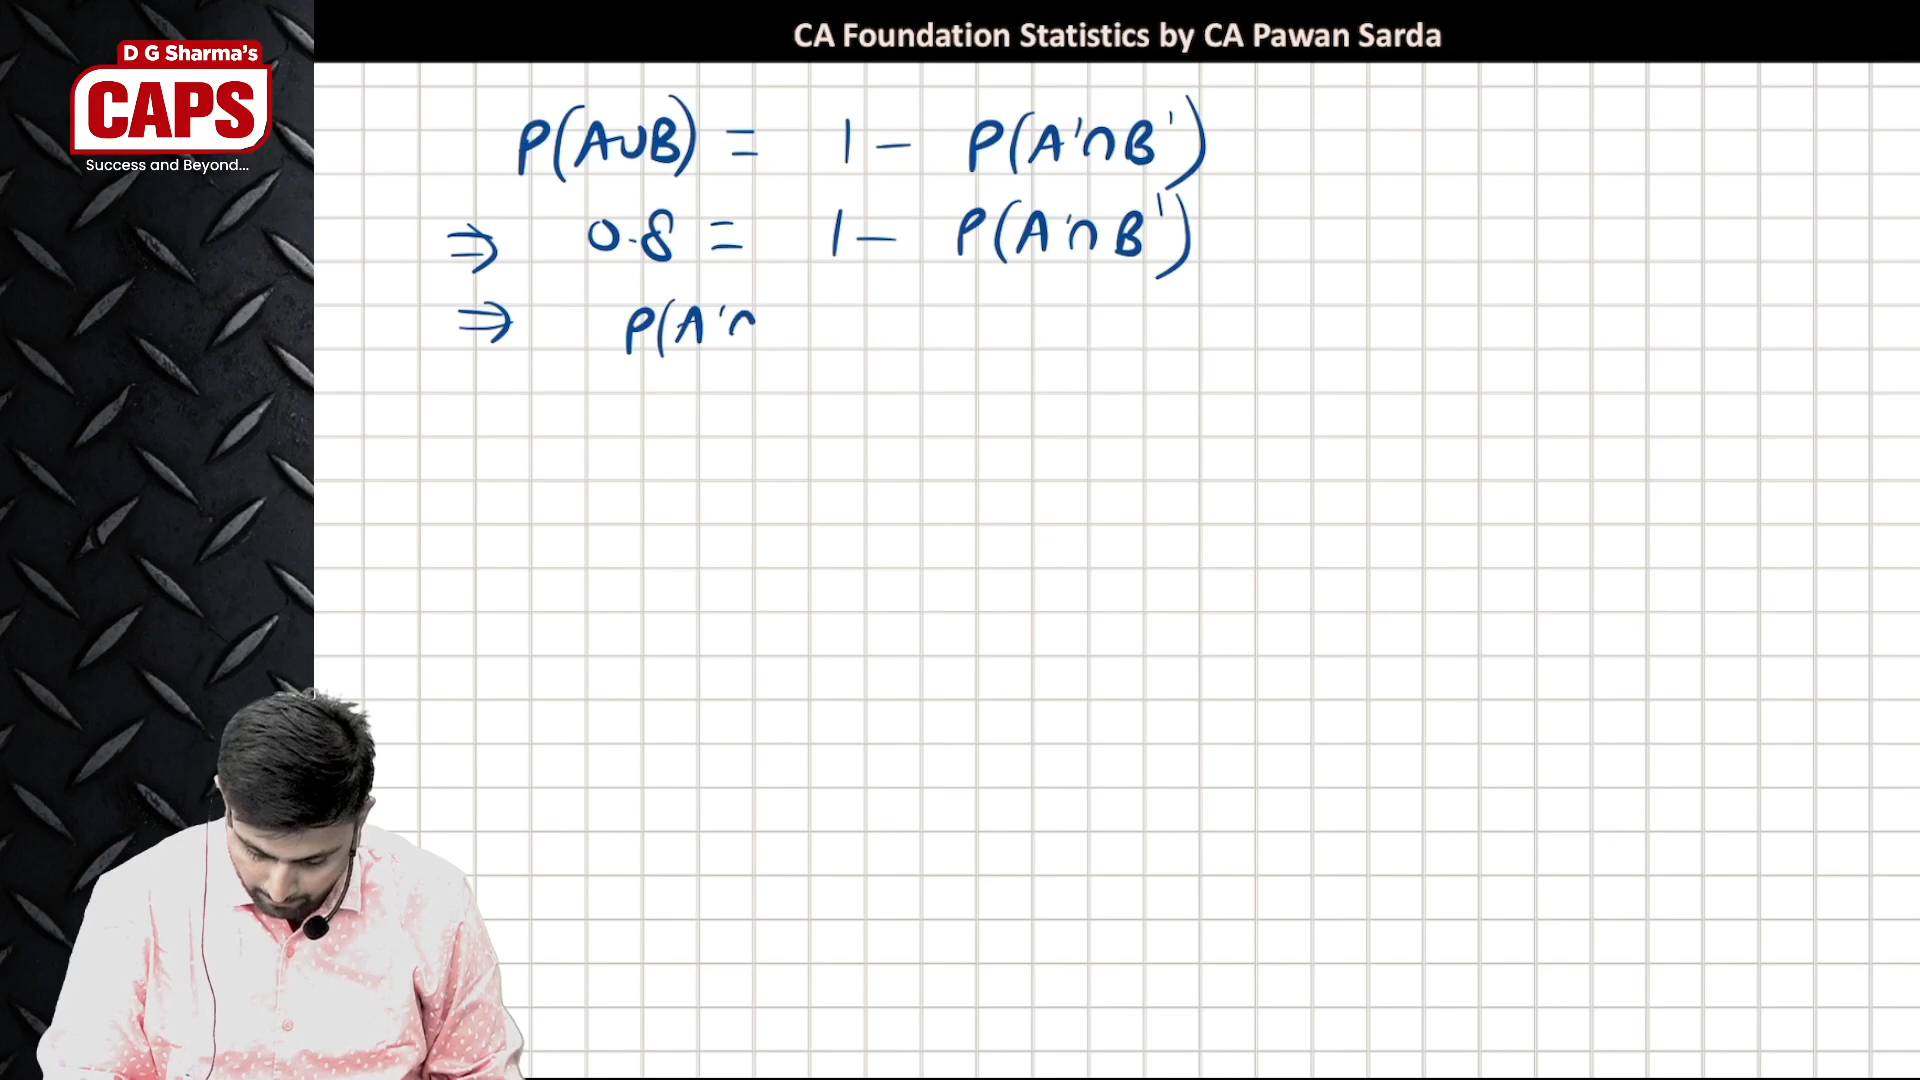 CA Foundation Statistics by CA Pawan Sarda
D G Sharma's
CAPS
Success and Beyond...
P(A∪B) = 1 - P(A'∩B')
⇒ 0.8 = 1 - P(A'∩B')
⇒ P(A'∩